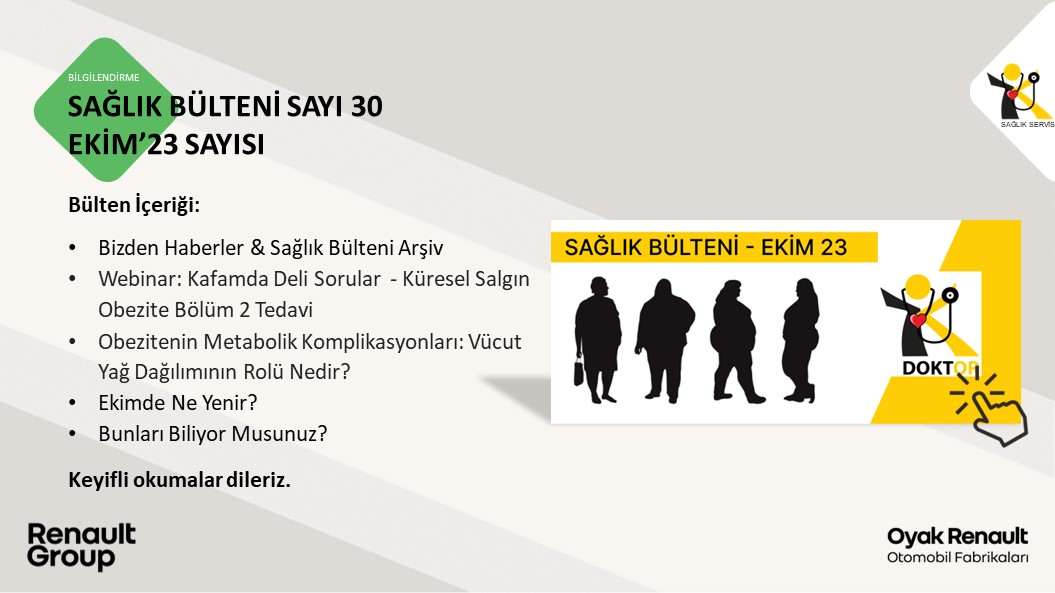 BİLGİLENDİRME
SAĞLIK BÜLTENİ SAYI 30
EKİM’23 SAYISI
SAĞLIK SERVİS
Bülten İçeriği:
• Bizden Haberler & Sağlık Bülteni Arşiv
• Webinar: Kafamda Deli Sorular - Küresel Salgın
Obezite Bölüm 2 Tedavi
• Obezitenin Metabolik Komplikasyonları: Vücut
Yağ Dağılımının Rolü Nedir?
• Ekimde Ne Yenir?
• Bunları Biliyor Musunuz?
Keyifli okumalar dileriz.
SAĞLIK BÜLTENİ - EKİM 23
DOKTOR
Renault
Group
Oyak Renault
Otomobil Fabrikaları